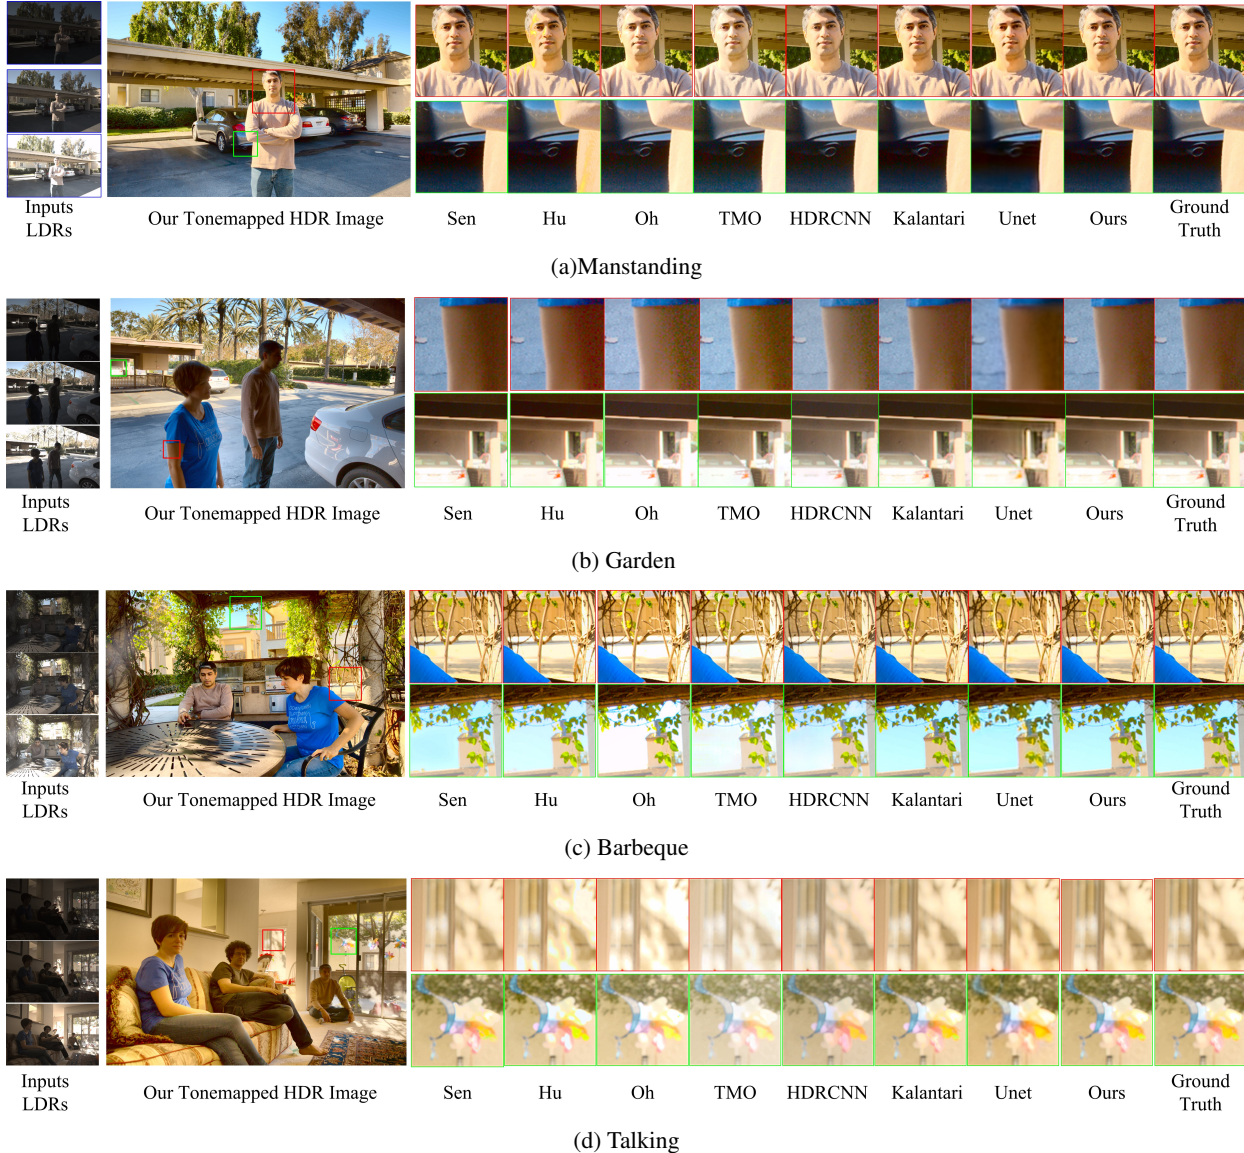 Inputs LDRs
Our Tonemapped HDR Image
Sen
Hu
Oh
TMO
HDRCNN
Kalantari
Unet
Ours
Ground Truth
(a)Manstanding
Inputs LDRs
Our Tonemapped HDR Image
Sen
Hu
Oh
TMO
HDRCNN
Kalantari
Unet
Ours
Ground Truth
(b) Garden
Inputs LDRs
Our Tonemapped HDR Image
Sen
Hu
Oh
TMO
HDRCNN
Kalantari
Unet
Ours
Ground Truth
(c) Barbeque
Inputs LDRs
Our Tonemapped HDR Image
Sen
Hu
Oh
TMO
HDRCNN
Kalantari
Unet
Ours
Ground Truth
(d) Talking